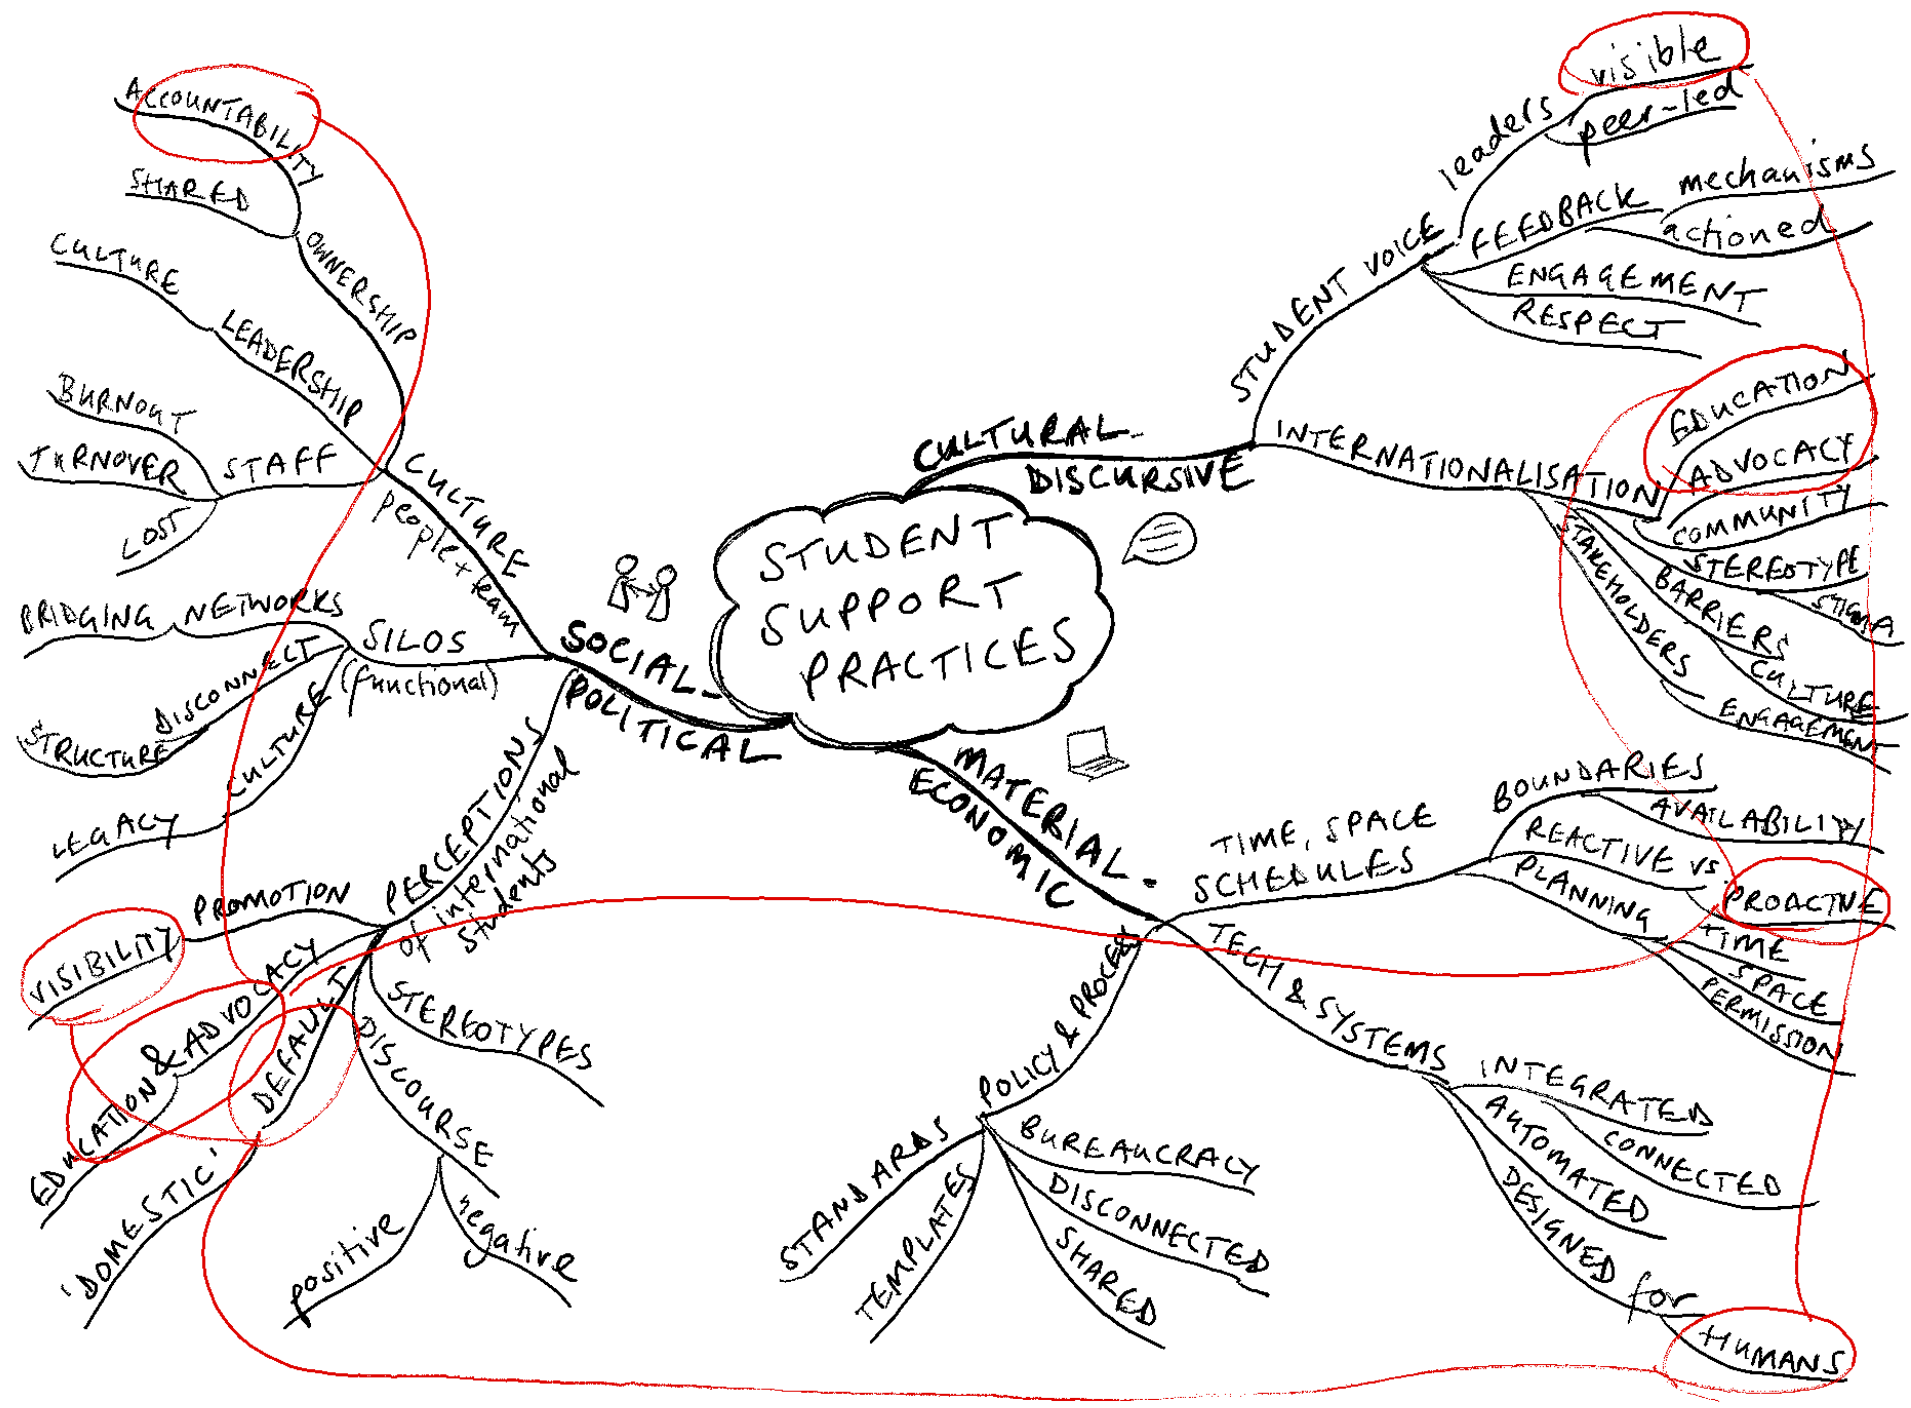 STUDENT
SUPPORT
PRACTICES
CULTURAL-
DISCURSIVE
STUDENT VOICE
leaders
visible
peer-led
FEEDBACK
mechanisms
actioned
ENGAGEMENT
RESPECT
INTERNATIONALISATION
EDUCATION
ADVOCACY
COMMUNITY
STEREOTYPE
STIGMA
BARRIERS
CULTURE
STAKEHOLDERS
ENGAGEMENT
MATERIAL-
ECONOMIC
TIME, SPACE
SCHEDULES
BOUNDARIES
AVAILABILITY
REACTIVE vs.
PROACTIVE
PLANNING
TIME
SPACE
PERMISSION
TECH & SYSTEMS
INTEGRATED
CONNECTED
AUTOMATED
DESIGNED for
HUMANS
POLICY & PROCESS
BUREAUCRACY
DISCONNECTED
SHARED
TEMPLATES
STANDARDS
SOCIAL-
POLITICAL
CULTURE
people + team
OWNERSHIP
ACCOUNTABILITY
SHARED
LEADERSHIP
CULTURE
STAFF
BURNOUT
TURNOVER
LOST
SILOS
(functional)
NETWORKS
BRIDGING
DISCONNECT
STRUCTURE
CULTURE
LEGACY
PERCEPTIONS
of international
students
PROMOTION
VISIBILITY
EDUCATION & ADVOCACY
DEFAULT
'DOMESTIC'
DISCOURSE
positive
negative
STEREOTYPES